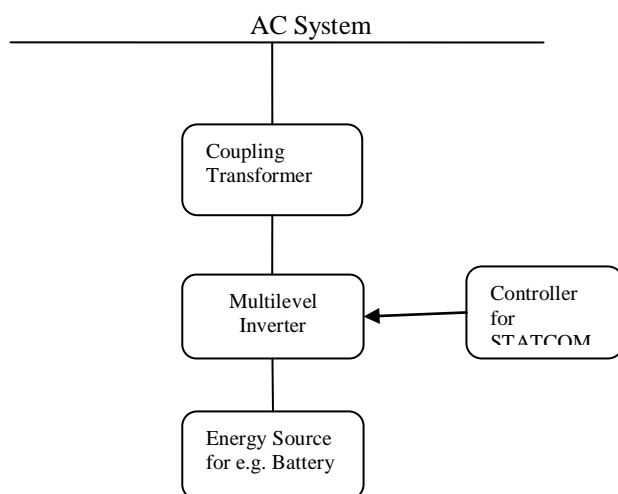 AC System
Coupling
Transformer
Multilevel
Inverter
Controller
for
STATCOM
Energy Source
for e.g. Battery